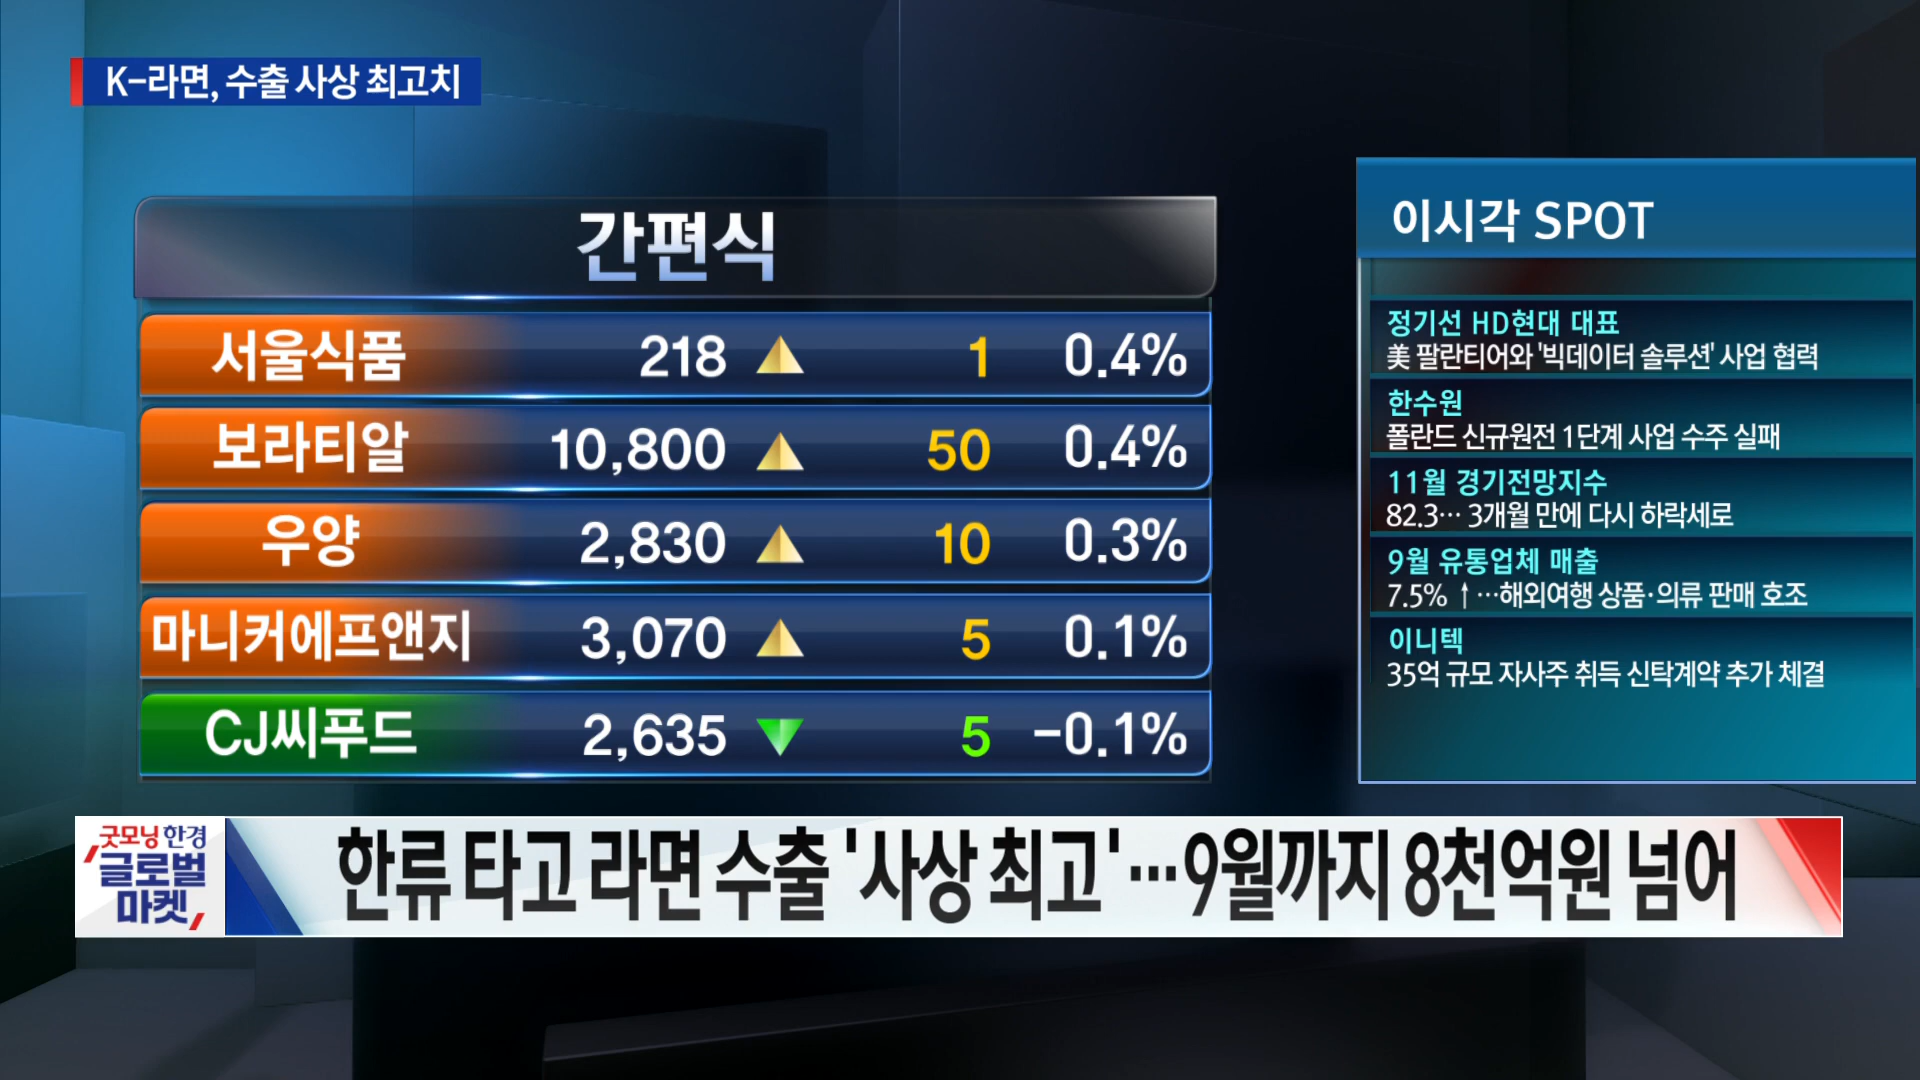 K-라면, 수출 사상 최고치
간편식
서울식품 218 ▲ 1 0.4%
보라티알 10,800 ▲ 50 0.4%
우양 2,830 ▲ 10 0.3%
마니커에프앤지 3,070 ▲ 5 0.1%
CJ씨푸드 2,635 ▼ 5 -0.1%
이시각 SPOT
정기선 HD현대 대표
美 팔란티어와 '빅데이터 솔루션' 사업 협력
한수원
폴란드 신규원전 1단계 사업 수주 실패
11월 경기전망지수
82.3… 3개월 만에 다시 하락세로
9월 유통업체 매출
7.5% ↑…해외여행 상품·의류 판매 호조
이니텍
35억 규모 자사주 취득 신탁계약 추가 체결
굿모닝 한경
글로벌
마켓
한류 타고 라면 수출 '사상 최고'…9월까지 8천억원 넘어